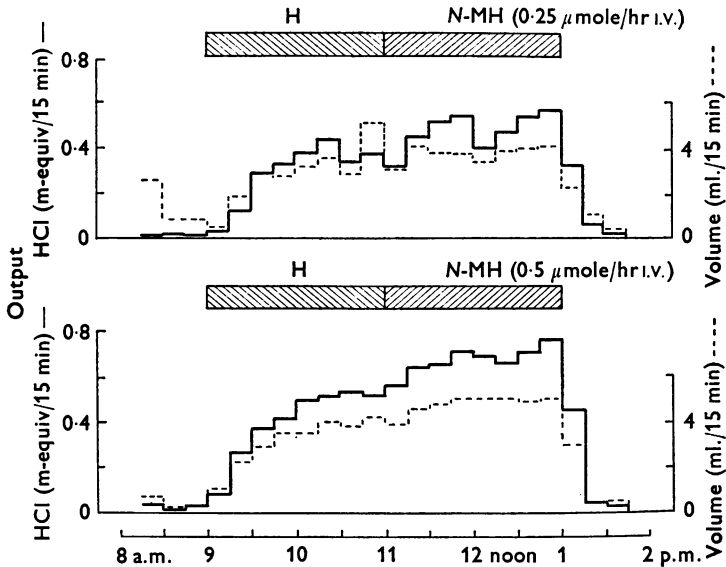 H N-MH (0·25 μmole/hr I.V.)
0·8
0·4
0
4
0
HCl (m-equiv/15 min) —
Volume (ml./15 min) ----
Output
H N-MH (0·5 μmole/hr I.V.)
0·8
0·4
0
4
0
HCl (m-equiv/15 min) —
Volume (ml./15 min) ----
8 a.m. 9 10 11 12 noon 1 2 p.m.